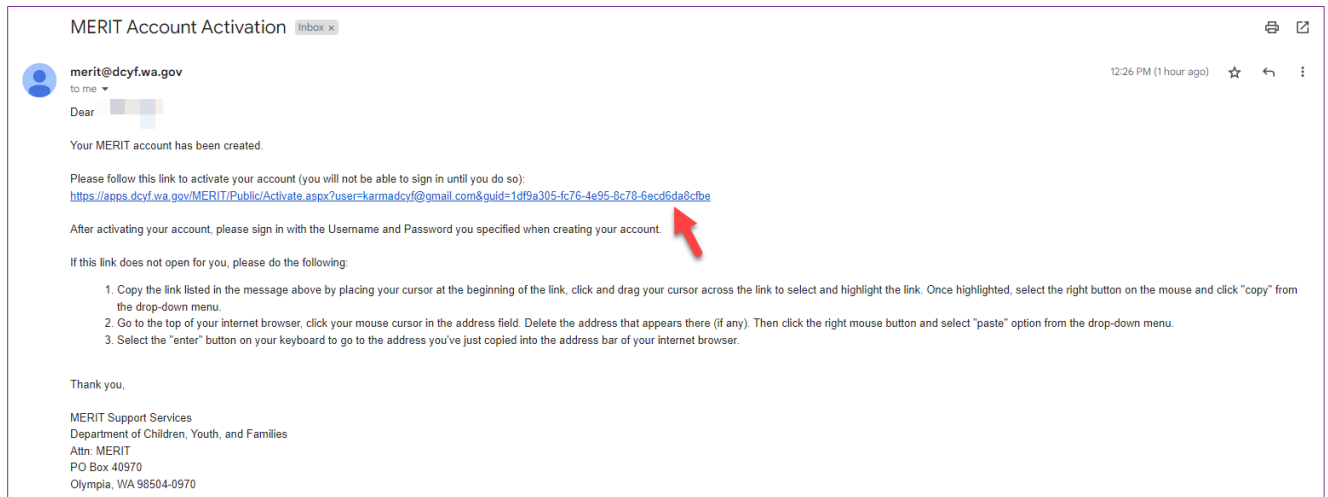 MERIT Account Activation Inbox ×
merit@dcyf.wa.gov 12:26 PM (1 hour ago)
to me
Dear
Your MERIT account has been created.
Please follow this link to activate your account (you will not be able to sign in until you do so):
https://apps.dcyf.wa.gov/MERIT/Public/Activate.aspx?user=karmadcyf@gmail.com&guid=1df9a305-fc76-4e95-8c78-6ecd6da8cfbe
After activating your account, please sign in with the Username and Password you specified when creating your account.
If this link does not open for you, please do the following:
1. Copy the link listed in the message above by placing your cursor at the beginning of the link, click and drag your cursor across the link to select and highlight the link. Once highlighted, select the right button on the mouse and click "copy" from
the drop-down menu.
2. Go to the top of your internet browser, click your mouse cursor in the address field. Delete the address that appears there (if any). Then click the right mouse button and select "paste" option from the drop-down menu.
3. Select the "enter" button on your keyboard to go to the address you've just copied into the address bar of your internet browser.
Thank you,
MERIT Support Services
Department of Children, Youth, and Families
Attn: MERIT
PO Box 40970
Olympia, WA 98504-0970